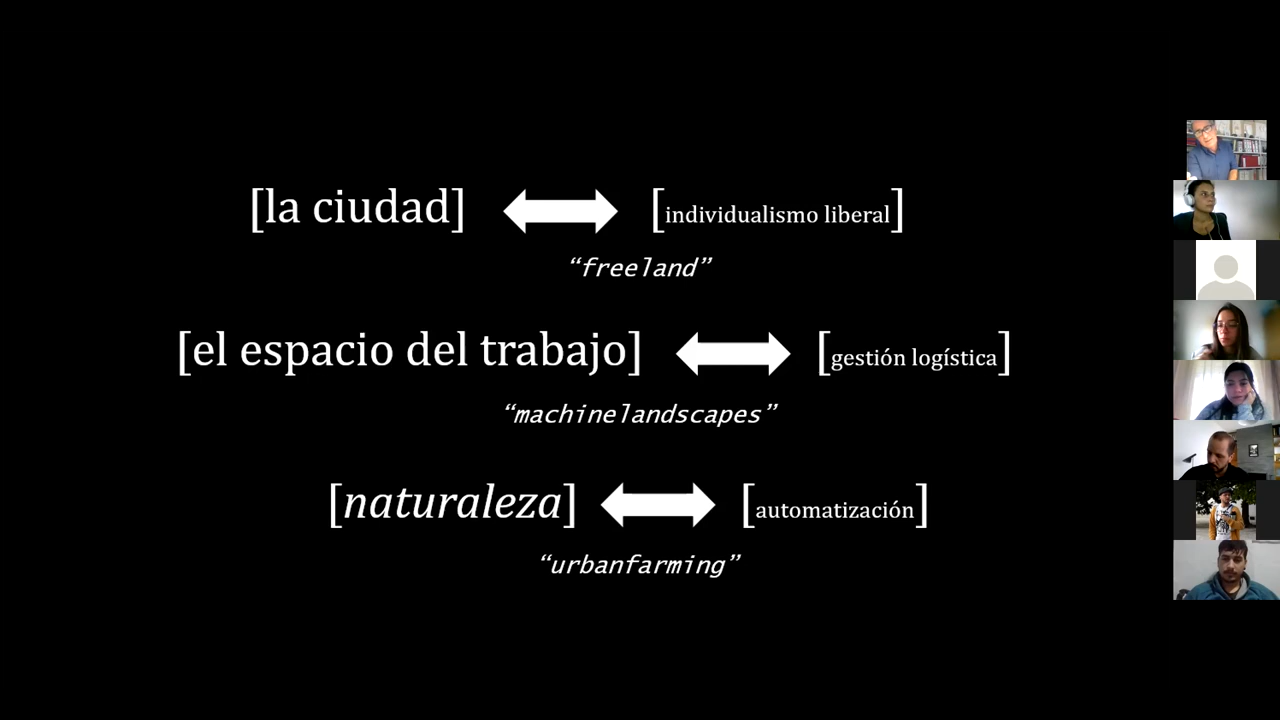 [la ciudad] [individualismo liberal]
“freeland”
[el espacio del trabajo] [gestión logística]
“machinelandscapes”
[naturaleza] [automatización]
“urbanfarming”